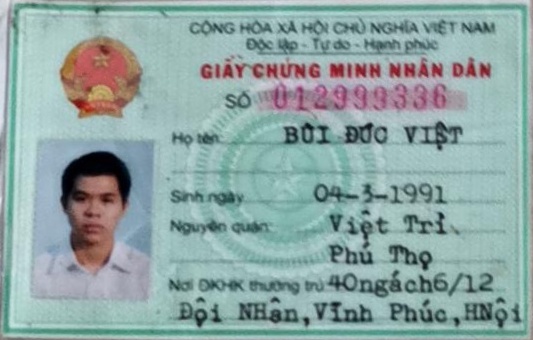 CỘNG HÒA XÃ HỘI CHỦ NGHĨA VIỆT NAM
Độc lập - Tự do - Hạnh phúc
GIẤY CHỨNG MINH NHÂN DÂN
SỐ 012999336
Họ tên: BÙI ĐỨC VIỆT
Sinh ngày 04-3-1991
Nguyên quán: Việt Trì.
Phú Thọ
Nơi ĐKHK thường trú 40ngách6/12
Đội NHân,Vĩnh Phúc,HNội